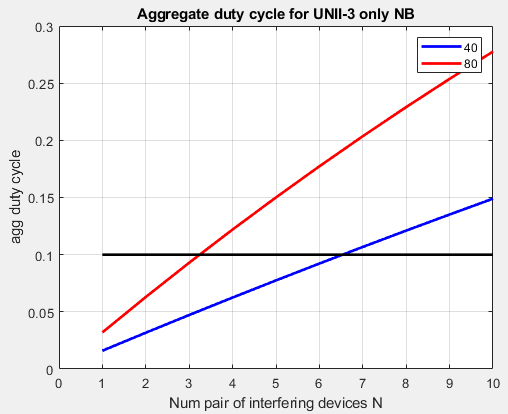 Aggregate duty cycle for UNII-3 only NB
0.3
0.25
0.2
0.15
0.1
0.05
0
agg duty cycle
40
80
0 1 2 3 4 5 6 7 8 9 10
Num pair of interfering devices N